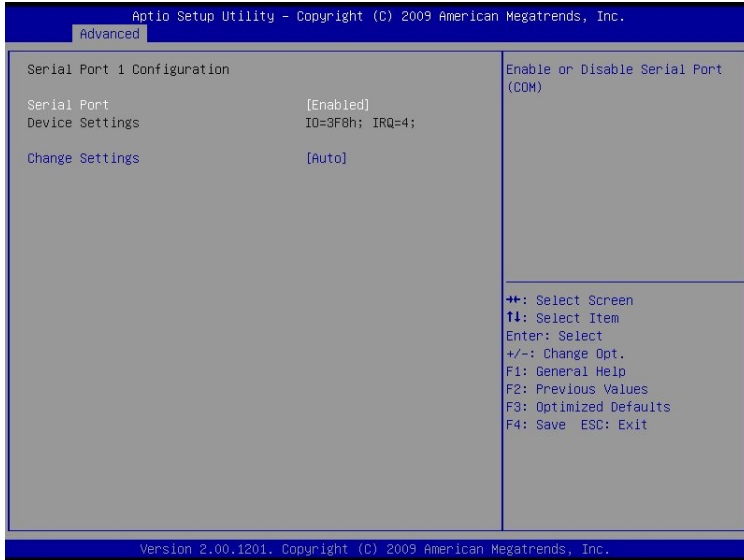 Aptio Setup Utility – Copyright (C) 2009 American Megatrends, Inc.
Advanced
Serial Port 1 Configuration
Serial Port [Enabled]
Device Settings IO=3F8h; IRQ=4;
Change Settings [Auto]
Enable or Disable Serial Port
(COM)
→←: Select Screen
↑↓: Select Item
Enter: Select
+/-: Change Opt.
F1: General Help
F2: Previous Values
F3: Optimized Defaults
F4: Save ESC: Exit
Version 2.00.1201. Copyright (C) 2009 American Megatrends, Inc.